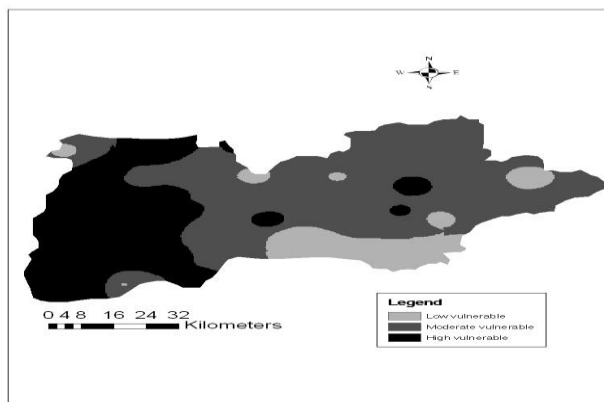 N
W E
S
Legend
Low vulnerable
Moderate vulnerable
High vulnerable
0 4 8 16 24 32
Kilometers